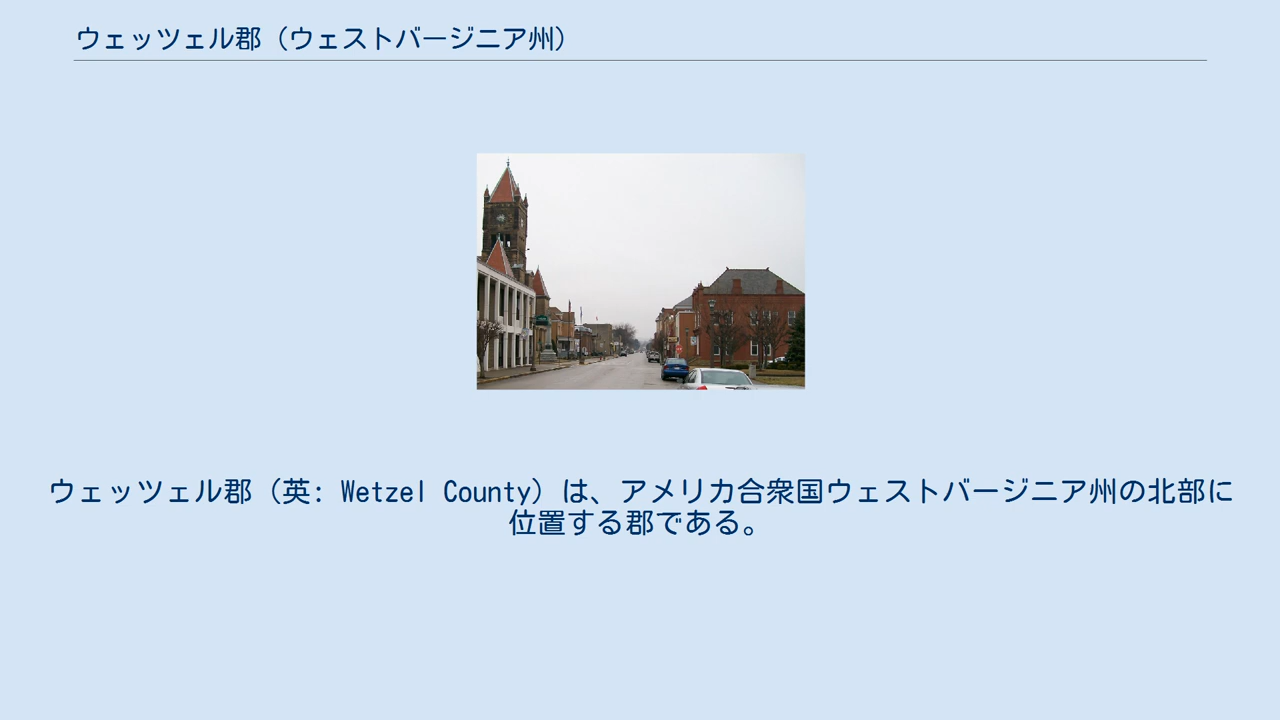 ウェッツェル郡（ウェストバージニア州）
ウェッツェル郡（英: Wetzel County）は、アメリカ合衆国ウェストバージニア州の北部に
位置する郡である。